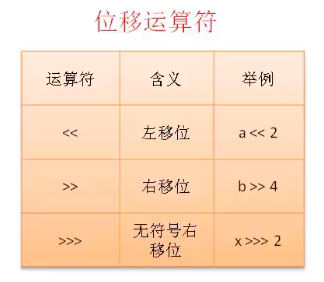 位移运算符
运算符 含义 举例
<< 左移位 a << 2
>> 右移位 b >> 4
>>> 无符号右
移位 x >>> 2